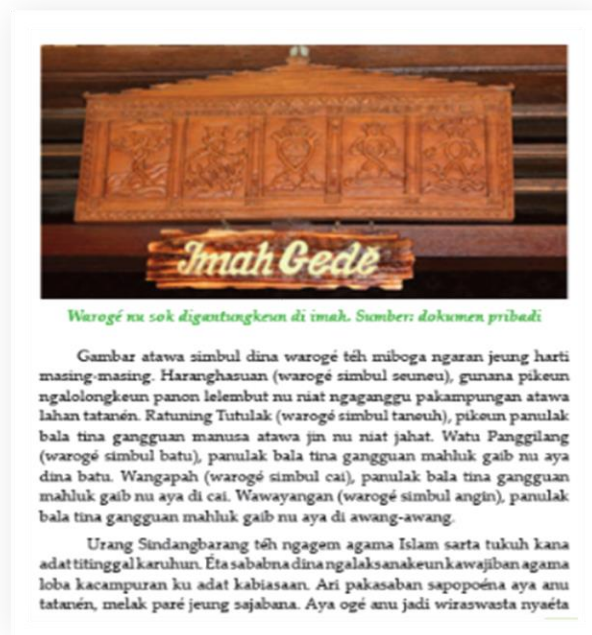 Imah Gedé
Warogé nu sok digantungkeun di imah. Sumber: dokumen pribadi
Gambar atawa simbul dina warogé téh miboga ngaran jeung harti
masing-masing. Haranghasuan (warogé simbul seuneu), gunana pikeun
ngalolongkeun panon lelembut nu niat ngaganggu pakampungan atawa
lahan tatanén. Ratuning Tutulak (warogé simbul taneuh), pikeun panulak
bala tina gangguan manusa atawa jin nu niat jahat. Watu Panggilang
(warogé simbul batu), panulak bala tina gangguan mahluk gaib nu aya
dina batu. Wangapah (warogé simbul cai), panulak bala tina gangguan
mahluk gaib nu aya di cai. Wawayangan (warogé simbul angin), panulak
bala tina gangguan mahluk gaib nu aya di awang-awang.
Urang Sindangbarang téh ngagem agama Islam sarta tukuh kana
adat titinggal karuhun. Éta sababna dina ngalaksanakeun kawajiban agama
loba kacampuran ku adat kabiasaan. Ari pakasaban sapopoéna aya anu
tatanén, melak paré jeung sajabana. Aya ogé anu jadi wiraswasta nyaéta